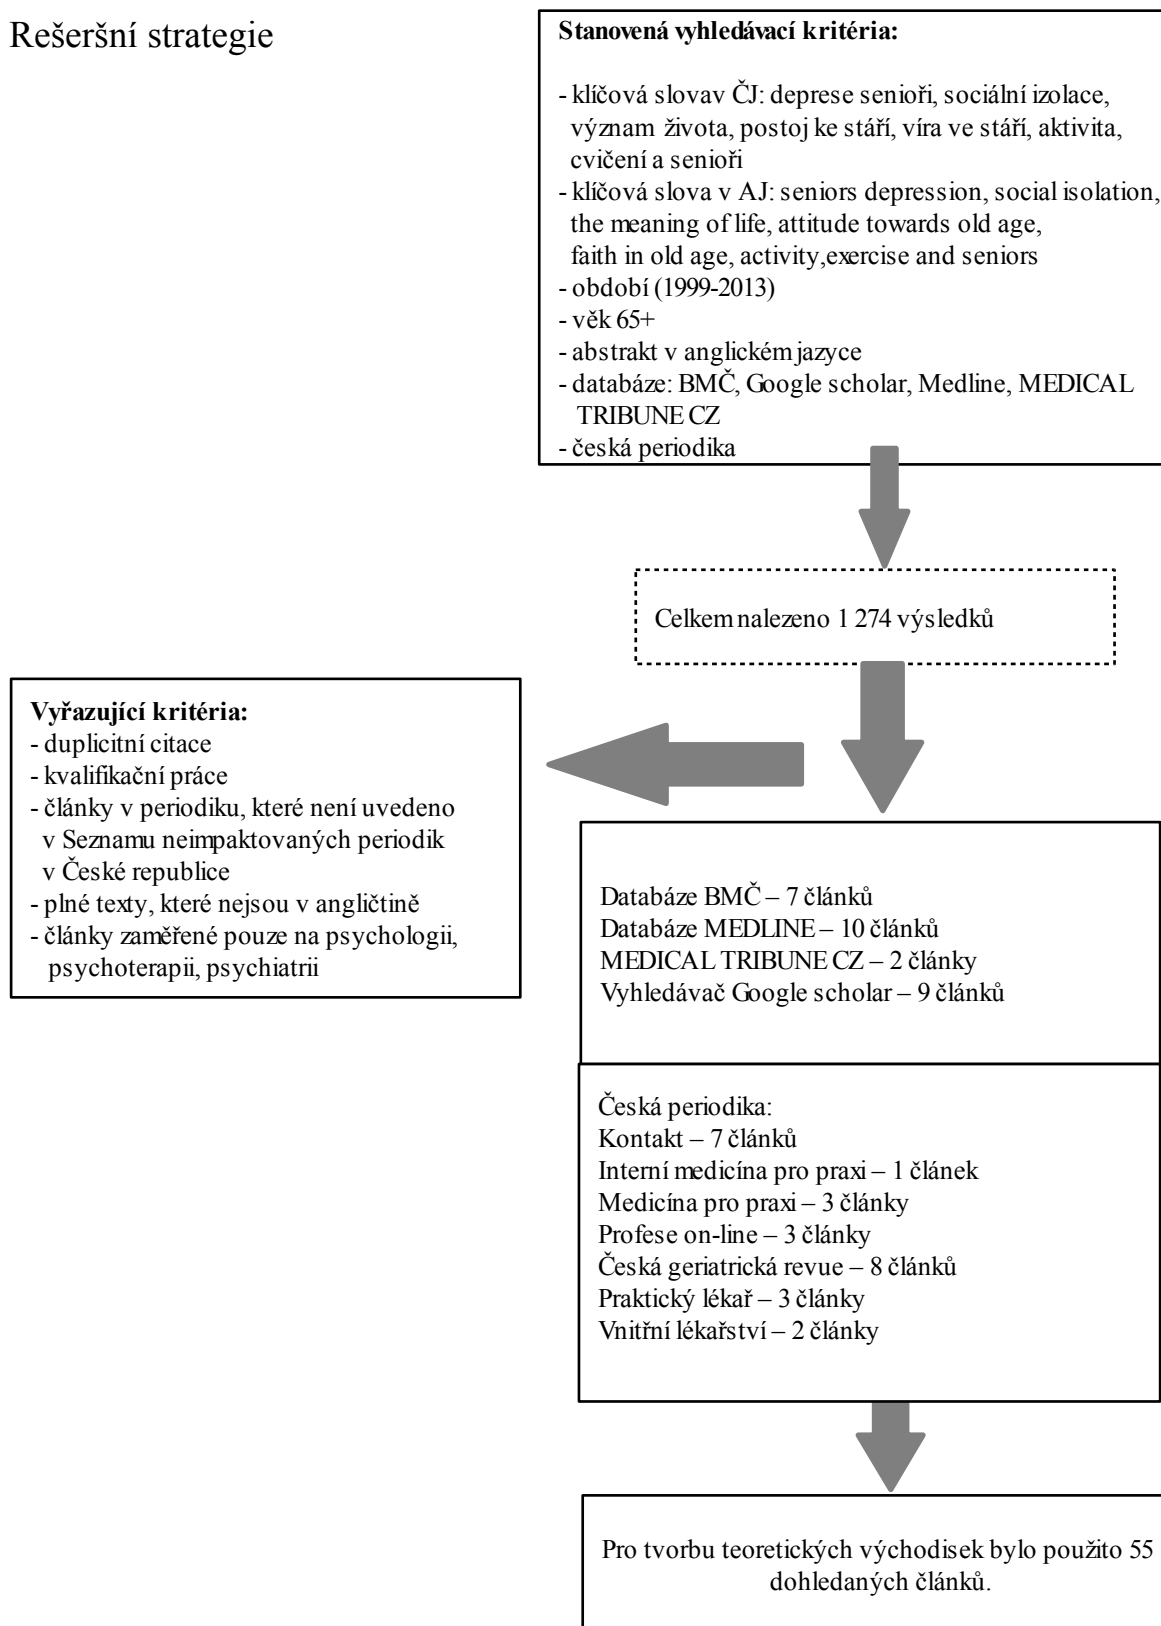 Rešeršní strategie
Stanovená vyhledávací kritéria:
- klíčová slovav ČJ: deprese senioři, sociální izolace,
význam života, postoj ke stáří, víra ve stáří, aktivita,
cvičení a senioři
- klíčová slova v AJ: seniors depression, social isolation,
the meaning of life, attitude towards old age,
faith in old age, activity,exercise and seniors
- období (1999-2013)
- věk 65+
- abstrakt v anglickém jazyce
- databáze: BMČ, Google scholar, Medline, MEDICAL
TRIBUNE CZ
- česká periodika
Celkem nalezeno 1 274 výsledků
Vyřazující kritéria:
- duplicitní citace
- kvalifikační práce
- články v periodiku, které není uvedeno
v Seznamu neimpaktovaných periodik
v České republice
- plné texty, které nejsou v angličtině
- články zaměřené pouze na psychologii,
psychoterapii, psychiatrii
Databáze BMČ – 7 článků
Databáze MEDLINE – 10 článků
MEDICAL TRIBUNE CZ – 2 články
Vyhledávač Google scholar – 9 článků
Česká periodika:
Kontakt – 7 článků
Interní medicína pro praxi – 1 článek
Medicína pro praxi – 3 články
Profese on-line – 3 články
Česká geriatrická revue – 8 článků
Praktický lékař – 3 články
Vnitřní lékařství – 2 články
Pro tvorbu teoretických východisek bylo použito 55
dohledaných článků.